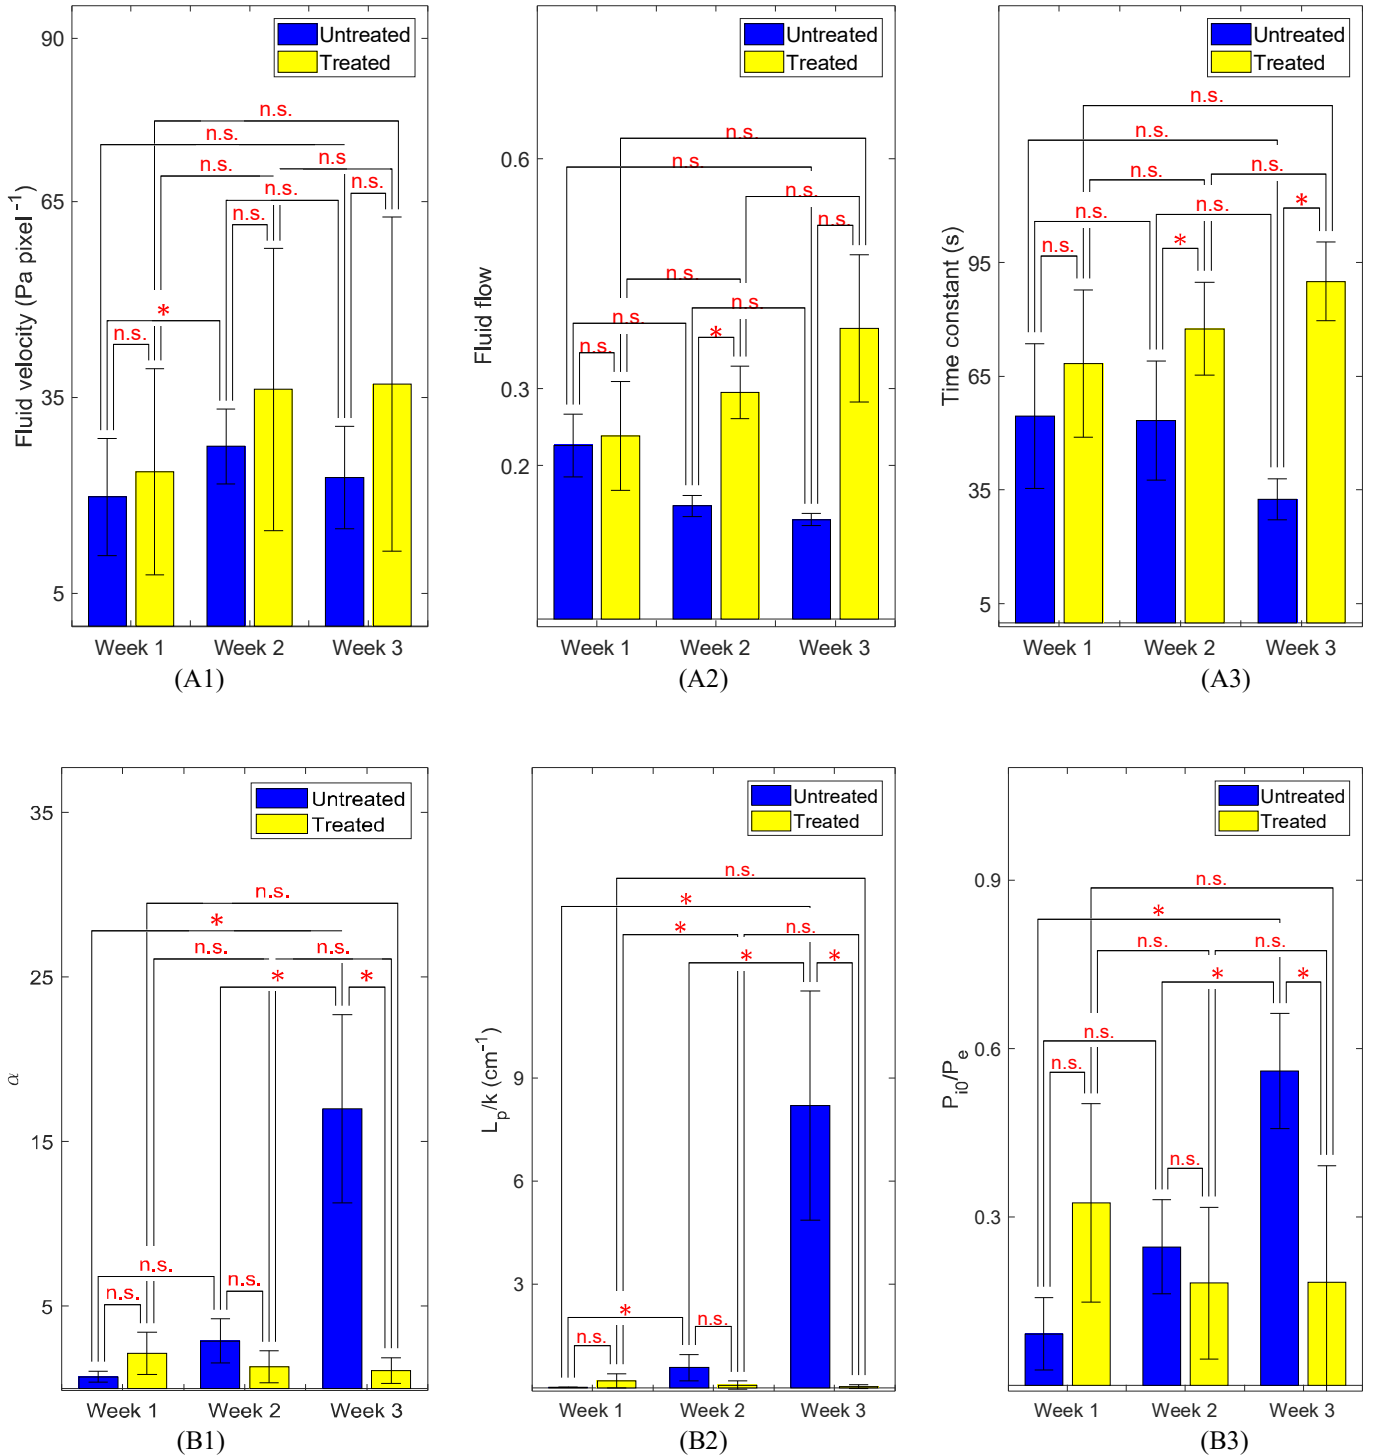 Untreated
Treated
90
65
35
5
Fluid velocity (Pa pixel⁻¹)
n.s.
n.s.
n.s.
n.s
n.s.
n.s.
n.s.
*
n.s.
Week 1
Week 2
Week 3
(A1)
Untreated
Treated
0.6
0.3
0.2
Fluid flow
n.s.
n.s.
n.s.
n.s.
n.s.
n.s.
n.s.
*
n.s.
Week 1
Week 2
Week 3
(A2)
Untreated
Treated
95
65
35
5
Time constant (s)
n.s.
n.s.
n.s.
n.s.
*
n.s.
n.s.
*
n.s.
Week 1
Week 2
Week 3
(A3)
Untreated
Treated
35
25
15
5
α
n.s.
*
n.s.
n.s.
*
*
n.s.
n.s.
n.s.
Week 1
Week 2
Week 3
(B1)
Untreated
Treated
9
6
3
Lₚ/k (cm⁻¹)
n.s.
*
*
n.s.
*
*
*
n.s.
n.s.
Week 1
Week 2
Week 3
(B2)
Untreated
Treated
0.9
0.6
0.3
P_i0/P_e
n.s.
*
n.s.
n.s.
*
*
n.s.
n.s.
n.s.
Week 1
Week 2
Week 3
(B3)